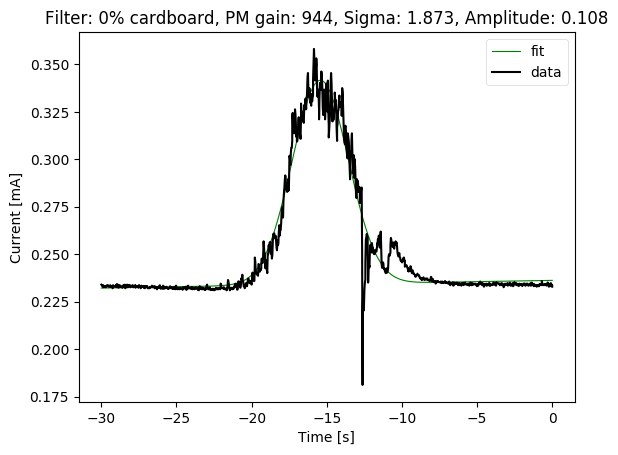 Filter: 0% cardboard, PM gain: 944, Sigma: 1.873, Amplitude: 0.108
fit
data
0.350
0.325
0.300
0.275
0.250
0.225
0.200
0.175
Current [mA]
−30 −25 −20 −15 −10 −5 0
Time [s]